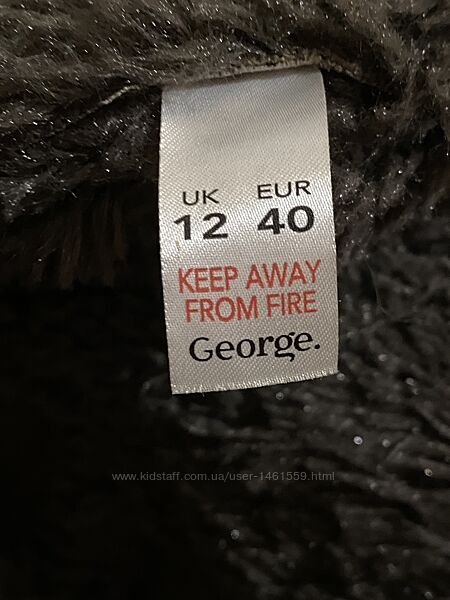 UK EUR
12 40
KEEP AWAY
FROM FIRE
George.
www.kidstaff.com.ua/user-1461559.html